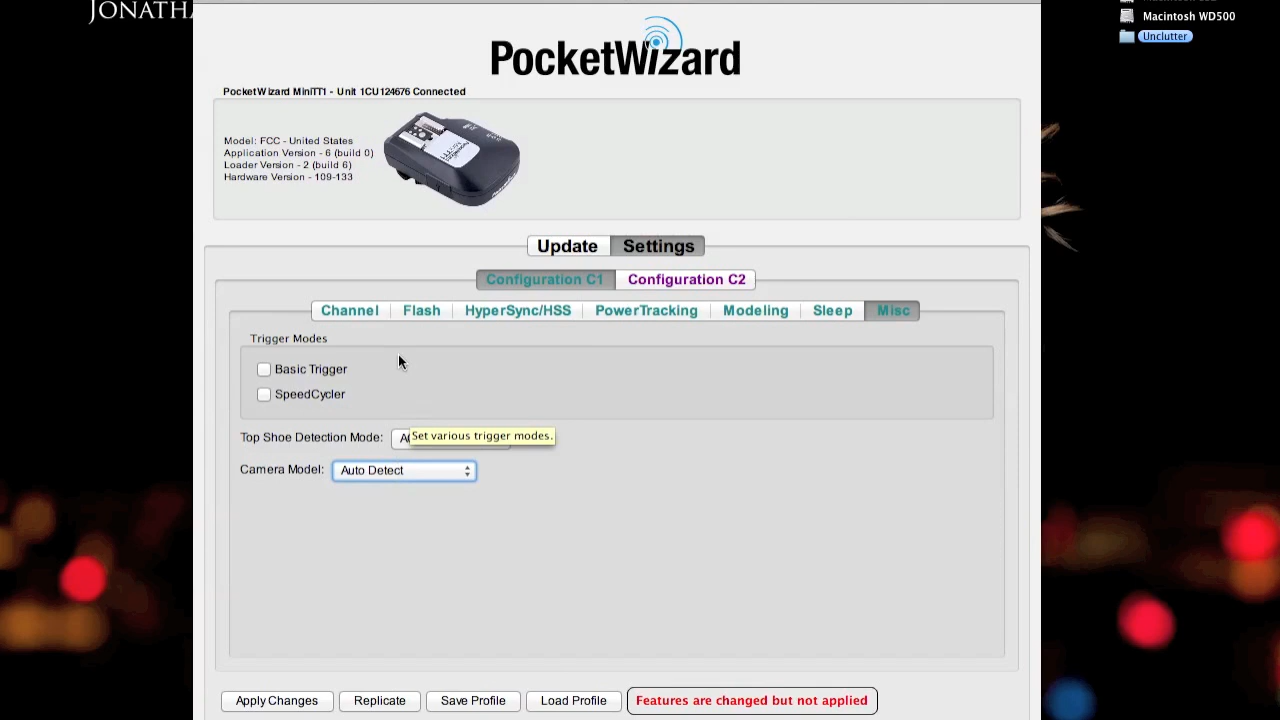 JONATHA
Macintosh WD500
Unclutter
PocketWizard
PocketWizard MiniTT1 - Unit 1CU124676 Connected
Model: FCC - United States
Application Version - 6 (build 0)
Loader Version - 2 (build 6)
Hardware Version - 109-133
Update Settings
Configuration C1 Configuration C2
Channel Flash HyperSync/HSS PowerTracking Modeling Sleep Misc
Trigger Modes
Basic Trigger
SpeedCycler
Top Shoe Detection Mode:
Set various trigger modes.
Camera Model: Auto Detect
Apply Changes Replicate Save Profile Load Profile Features are changed but not applied